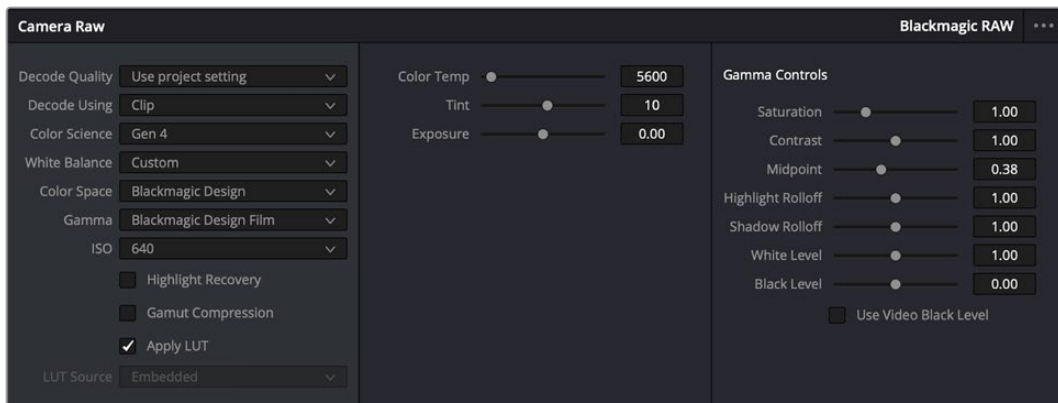 Camera Raw
Blackmagic RAW
Decode Quality Use project setting
Decode Using Clip
Color Science Gen 4
White Balance Custom
Color Space Blackmagic Design
Gamma Blackmagic Design Film
ISO 640
Highlight Recovery
Gamut Compression
Apply LUT
LUT Source Embedded
Color Temp 5600
Tint 10
Exposure 0.00
Gamma Controls
Saturation 1.00
Contrast 1.00
Midpoint 0.38
Highlight Rolloff 1.00
Shadow Rolloff 1.00
White Level 1.00
Black Level 0.00
Use Video Black Level